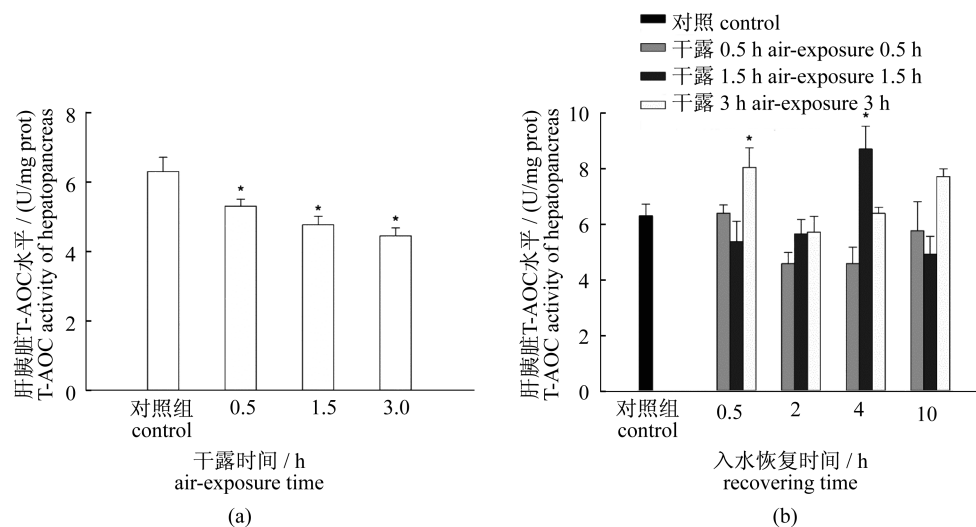 对照 control
干露 0.5 h air-exposure 0.5 h
干露 1.5 h air-exposure 1.5 h
干露 3 h air-exposure 3 h
肝胰脏T-AOC水平 / (U/mg prot)
T-AOC activity of hepatopancreas
8
6
4
2
0
*
*
*
对照组
control
0.5
1.5
3.0
干露时间 / h
air-exposure time
(a)
肝胰脏T-AOC水平 / (U/mg prot)
T-AOC activity of hepatopancreas
10
8
6
4
2
0
*
*
对照组
control
0.5
2
4
10
入水恢复时间 / h
recovering time
(b)